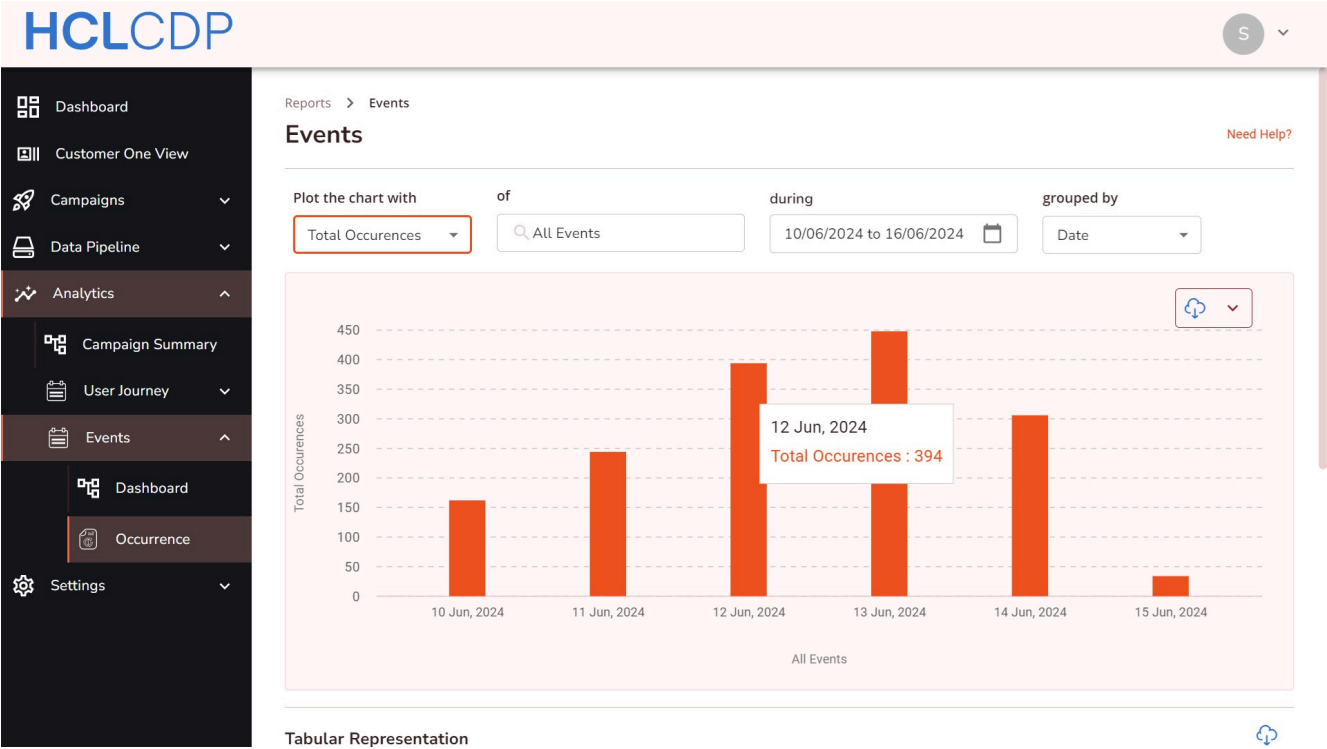 HCLCDP
S
Dashboard
Customer One View
Campaigns
Data Pipeline
Analytics
Campaign Summary
User Journey
Events
Dashboard
Occurrence
Settings
Reports > Events
Events
Need Help?
Plot the chart with
of
during
grouped by
Total Occurences
All Events
10/06/2024 to 16/06/2024
Date
450
400
350
300
250
200
150
100
50
0
Total Occurences
12 Jun, 2024
Total Occurences : 394
10 Jun, 2024
11 Jun, 2024
12 Jun, 2024
13 Jun, 2024
14 Jun, 2024
15 Jun, 2024
All Events
Tabular Representation